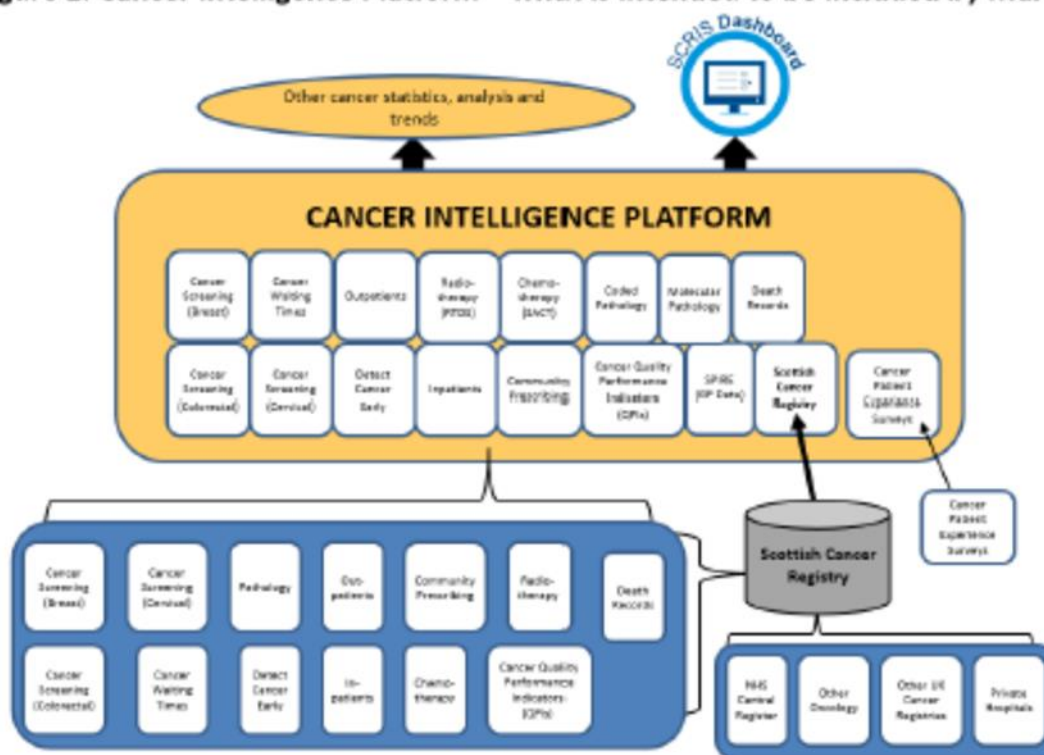 SCRIS Dashboard
Other cancer statistics, analysis and
trends
CANCER INTELLIGENCE PLATFORM
Cancer
Screening
(Breast)
Cancer
Waiting
Times
Outpatients
Radio-
therapy
(RTDS)
Chemo-
therapy
(SACT)
Coded
Pathology
Molecular
Pathology
Death
Records
Cancer
Screening
(Colorectal)
Cancer
Screening
(Cervical)
Detect
Cancer
Early
Inpatients
Community
Prescribing
Cancer Quality
Performance
Indicators
(QPIs)
SPIRE
(GP Data)
Scottish
Cancer
Registry
Cancer
Patient
Experience
Surveys
Cancer
Patient
Experience
Surveys
Scottish Cancer
Registry
Cancer
Screening
(Breast)
Cancer
Screening
(Cervical)
Pathology
Out-
patients
Community
Prescribing
Radio-
therapy
Death
Records
Cancer
Screening
(Colorectal)
Cancer
Waiting
Times
Detect
Cancer
Early
In-
patients
Chemo-
therapy
Cancer Quality
Performance
Indicators
(QPIs)
NHS
Central
Register
Other
Oncology
Other UK
Cancer
Registries
Private
Hospitals